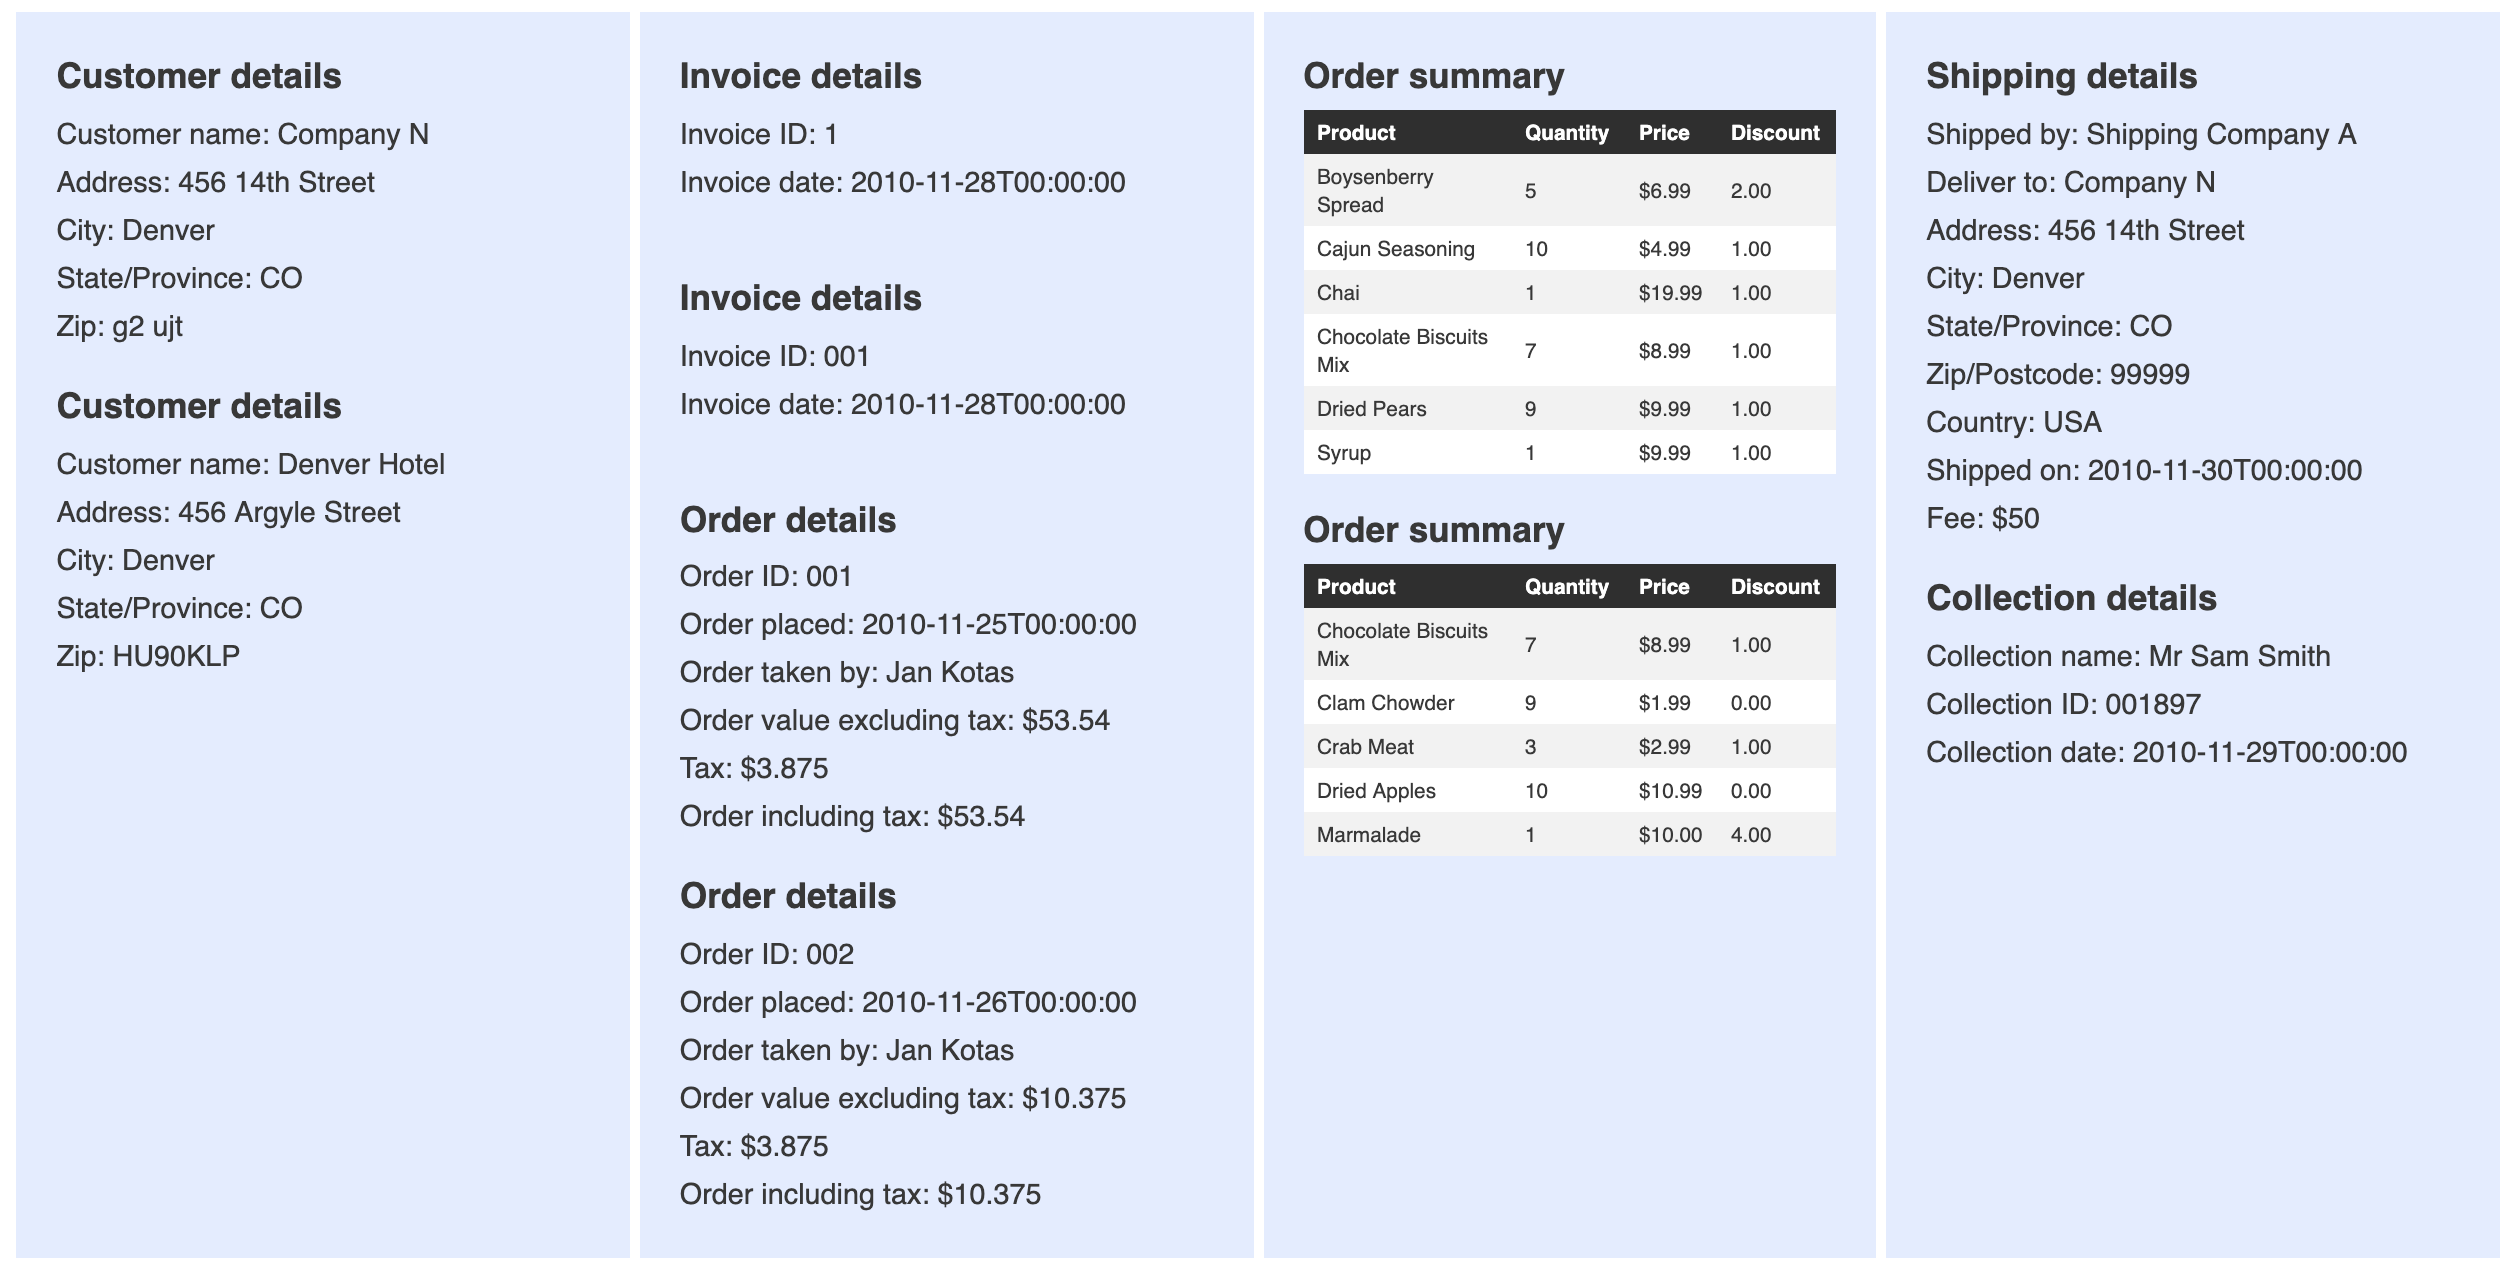 Customer details
Customer name: Company N
Address: 456 14th Street
City: Denver
State/Province: CO
Zip: g2 ujt
Customer details
Customer name: Denver Hotel
Address: 456 Argyle Street
City: Denver
State/Province: CO
Zip: HU90KLP
Invoice details
Invoice ID: 1
Invoice date: 2010-11-28T00:00:00
Invoice details
Invoice ID: 001
Invoice date: 2010-11-28T00:00:00
Order details
Order ID: 001
Order placed: 2010-11-25T00:00:00
Order taken by: Jan Kotas
Order value excluding tax: $53.54
Tax: $3.875
Order including tax: $53.54
Order details
Order ID: 002
Order placed: 2010-11-26T00:00:00
Order taken by: Jan Kotas
Order value excluding tax: $10.375
Tax: $3.875
Order including tax: $10.375
Order summary
Product Quantity Price Discount
Boysenberry
Spread 5 $6.99 2.00
Cajun Seasoning 10 $4.99 1.00
Chai 1 $19.99 1.00
Chocolate Biscuits
Mix 7 $8.99 1.00
Dried Pears 9 $9.99 1.00
Syrup 1 $9.99 1.00
Order summary
Product Quantity Price Discount
Chocolate Biscuits
Mix 7 $8.99 1.00
Clam Chowder 9 $1.99 0.00
Crab Meat 3 $2.99 1.00
Dried Apples 10 $10.99 0.00
Marmalade 1 $10.00 4.00
Shipping details
Shipped by: Shipping Company A
Deliver to: Company N
Address: 456 14th Street
City: Denver
State/Province: CO
Zip/Postcode: 99999
Country: USA
Shipped on: 2010-11-30T00:00:00
Fee: $50
Collection details
Collection name: Mr Sam Smith
Collection ID: 001897
Collection date: 2010-11-29T00:00:00